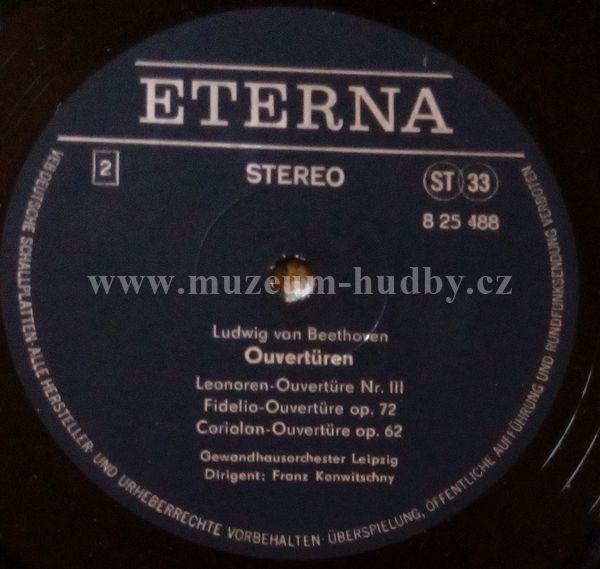 ETERNA
2
STEREO
ST 33
8 25 488
www.muzeum-hudby.cz
Ludwig van Beethoven
Ouvertüren
Leonoren-Ouvertüre Nr. III
Fidelio-Ouvertüre op. 72
Coriolan-Ouvertüre op. 62
Gewandhausorchester Leipzig
Dirigent: Franz Konwitschny
VEB DEUTSCHE SCHALLPLATTEN · ALLE HERSTELLER- UND URHEBERRECHTE VORBEHALTEN · ÜBERSPIELUNG, ÖFFENTLICHE AUFFÜHRUNG UND RUNDFUNKSENDUNG VERBOTEN